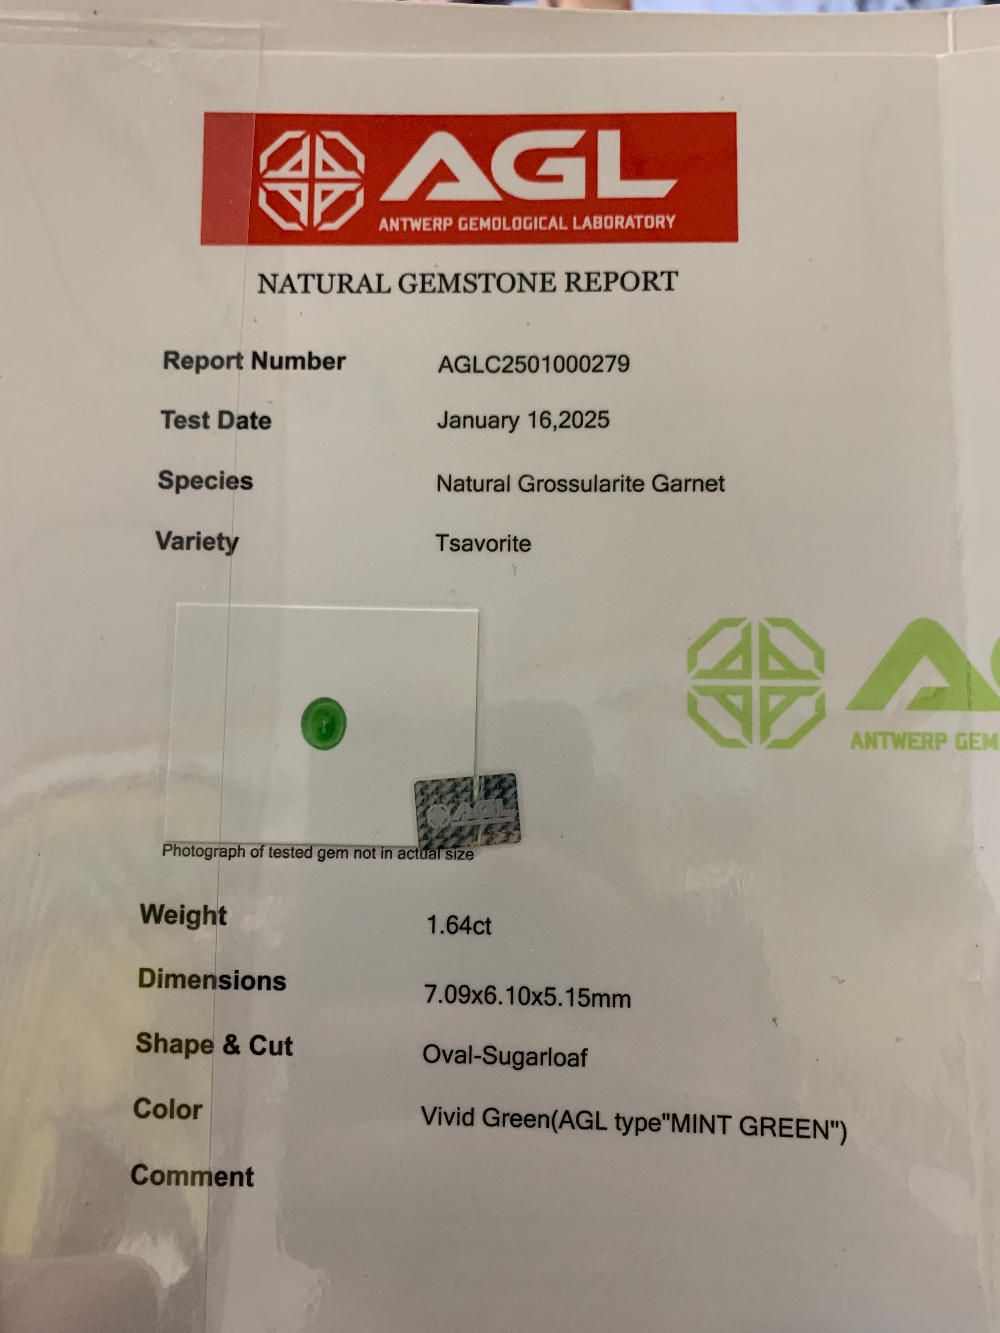 AGL
ANTWERP GEMOLOGICAL LABORATORY
NATURAL GEMSTONE REPORT
Report Number AGLC2501000279
Test Date January 16,2025
Species Natural Grossularite Garnet
Variety Tsavorite
ANTWERP GEM
AGL
Photograph of tested gem not in actual size
Weight 1.64ct
Dimensions 7.09x6.10x5.15mm
Shape & Cut Oval-Sugarloaf
Color Vivid Green(AGL type"MINT GREEN")
Comment